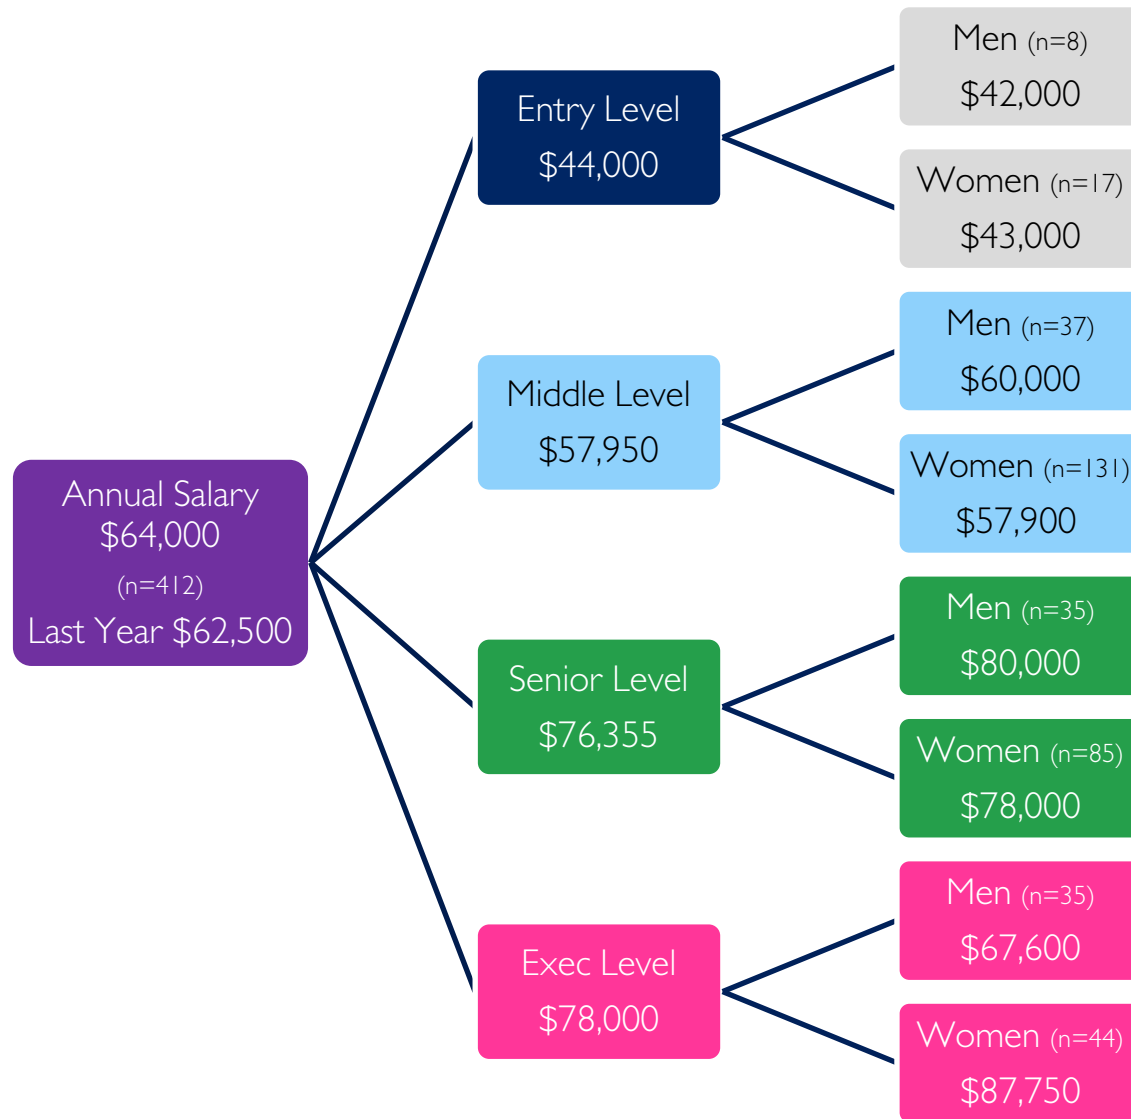 Annual Salary
$64,000
(n=412)
Last Year $62,500
Entry Level
$44,000
Men (n=8)
$42,000
Women (n=17)
$43,000
Middle Level
$57,950
Men (n=37)
$60,000
Women (n=131)
$57,900
Senior Level
$76,355
Men (n=35)
$80,000
Women (n=85)
$78,000
Exec Level
$78,000
Men (n=35)
$67,600
Women (n=44)
$87,750